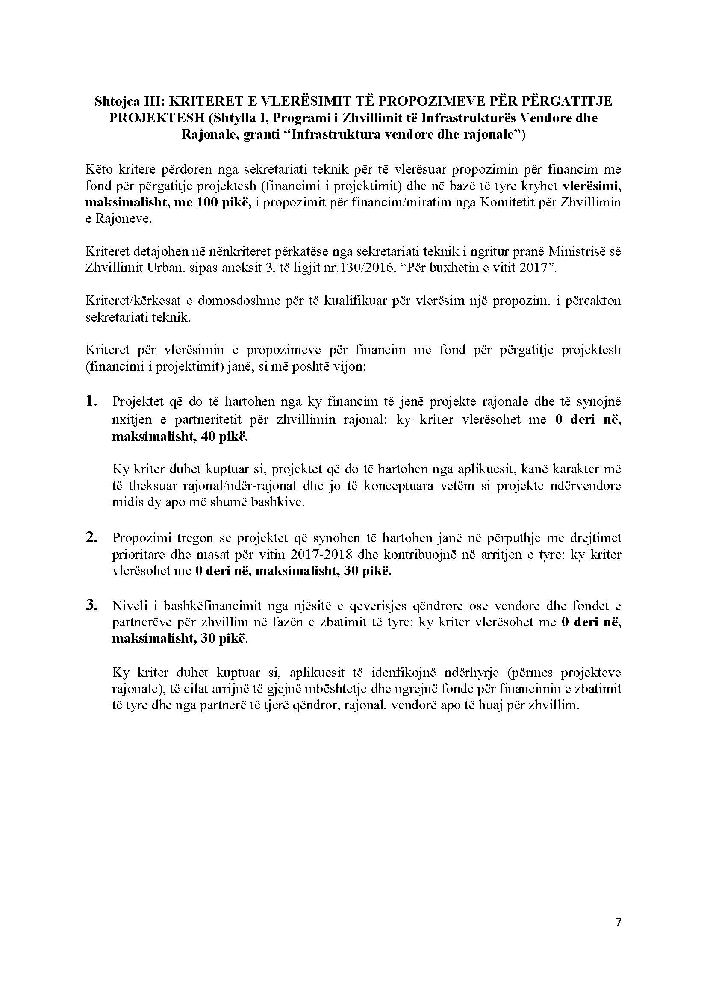 Shtojca III: KRITERET E VLERËSIMIT TË PROPOZIMEVE PËR PËRGATITJE
PROJEKTESH (Shtylla I, Programi i Zhvillimit të Infrastrukturës Vendore dhe
Rajonale, granti “Infrastruktura vendore dhe rajonale”)
Këto kritere përdoren nga sekretariati teknik për të vlerësuar propozimin për financim me
fond për përgatitje projektesh (financimi i projektimit) dhe në bazë të tyre kryhet vlerësimi,
maksimalisht, me 100 pikë, i propozimit për financim/miratim nga Komitetit për Zhvillimin
e Rajoneve.
Kriteret detajohen në nënkriteret përkatëse nga sekretariati teknik i ngritur pranë Ministrisë së
Zhvillimit Urban, sipas aneksit 3, të ligjit nr.130/2016, “Për buxhetin e vitit 2017”.
Kriteret/kërkesat e domosdoshme për të kualifikuar për vlerësim një propozim, i përcakton
sekretariati teknik.
Kriteret për vlerësimin e propozimeve për financim me fond për përgatitje projektesh
(financimi i projektimit) janë, si më poshtë vijon:
1. Projektet që do të hartohen nga ky financim të jenë projekte rajonale dhe të synojnë
nxitjen e partneritetit për zhvillimin rajonal: ky kriter vlerësohet me 0 deri në,
maksimalisht, 40 pikë.
Ky kriter duhet kuptuar si, projektet që do të hartohen nga aplikuesit, kanë karakter më
të theksuar rajonal/ndër-rajonal dhe jo të konceptuara vetëm si projekte ndërvendore
midis dy apo më shumë bashkive.
2. Propozimi tregon se projektet që synohen të hartohen janë në përputhje me drejtimet
prioritare dhe masat për vitin 2017-2018 dhe kontribuojnë në arritjen e tyre: ky kriter
vlerësohet me 0 deri në, maksimalisht, 30 pikë.
3. Niveli i bashkëfinancimit nga njësitë e qeverisjes qëndrore ose vendore dhe fondet e
partnerëve për zhvillim në fazën e zbatimit të tyre: ky kriter vlerësohet me 0 deri në,
maksimalisht, 30 pikë.
Ky kriter duhet kuptuar si, aplikuesit të idenfikojnë ndërhyrje (përmes projekteve
rajonale), të cilat arrijnë të gjejnë mbështetje dhe ngrejnë fonde për financimin e zbatimit
të tyre dhe nga partnerë të tjerë qëndror, rajonal, vendorë apo të huaj për zhvillim.
7